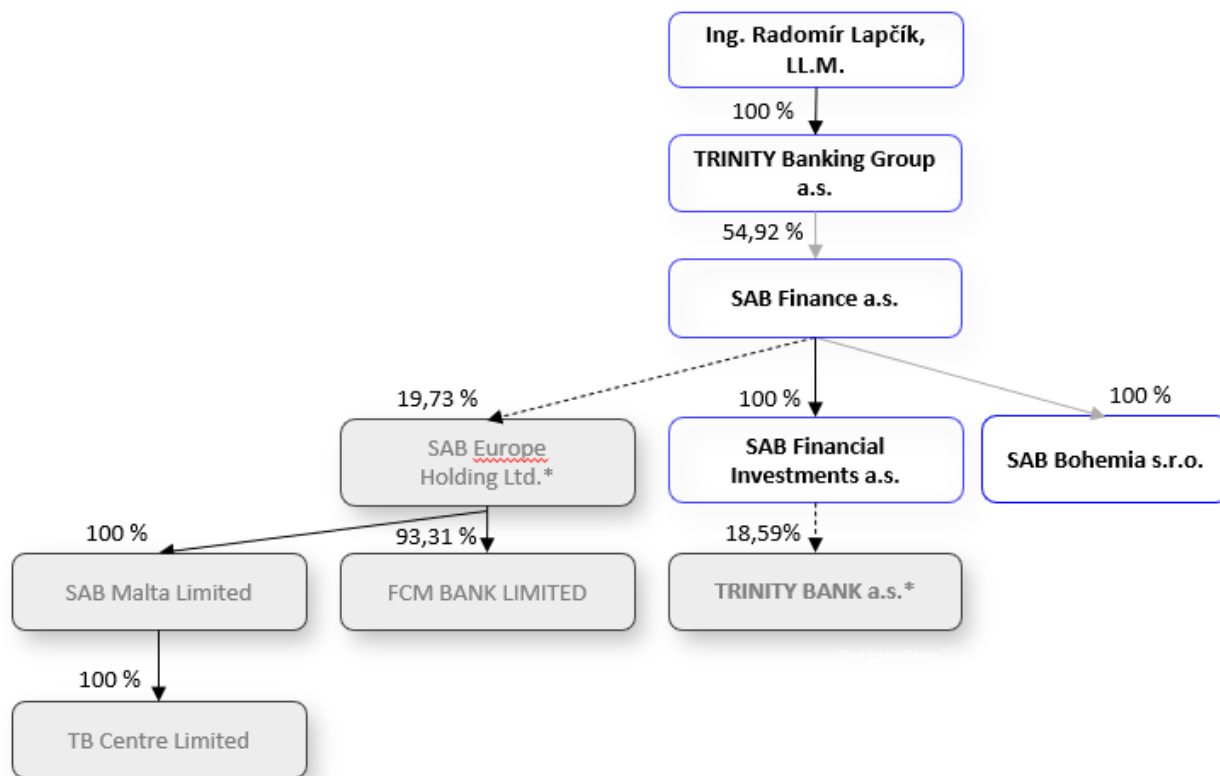 Ing. Radomír Lapčík,
LL.M.
100 %
TRINITY Banking Group
a.s.
54,92 %
SAB Finance a.s.
19,73 %
100 %
100 %
SAB Europe
Holding Ltd.*
SAB Financial
Investments a.s.
SAB Bohemia s.r.o.
100 %
93,31 %
18,59%
SAB Malta Limited
FCM BANK LIMITED
TRINITY BANK a.s.*
100 %
TB Centre Limited